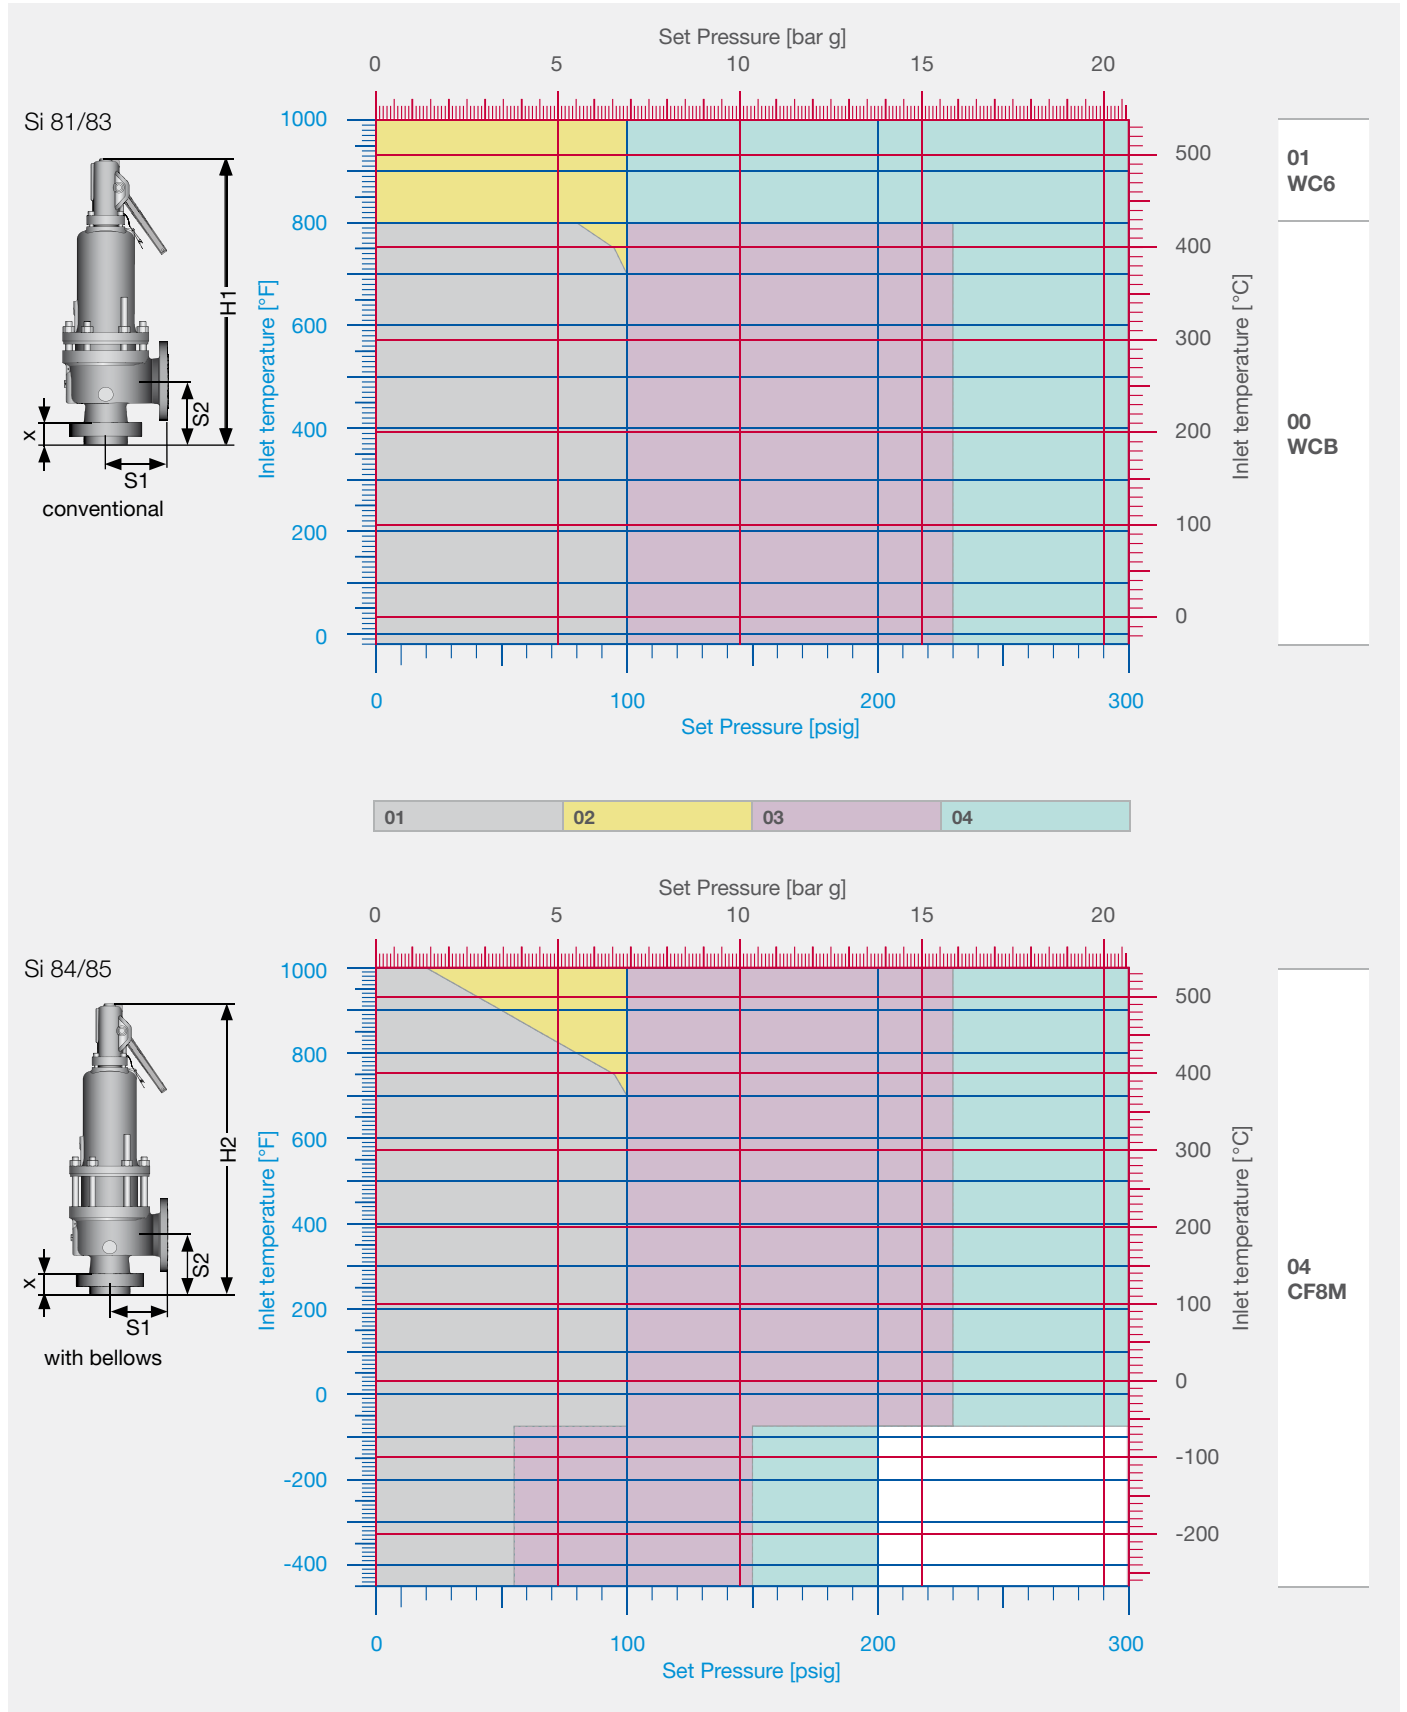 Set Pressure [bar g]
0 5 10 15 20
Si 81/83
H1
S2
x
S1
conventional
Inlet temperature [°F]
1000
800
600
400
200
0
500
400
300
200
100
0
Inlet temperature [°C]
01
WC6
00
WCB
0 100 200 300
Set Pressure [psig]
01 02 03 04
Set Pressure [bar g]
0 5 10 15 20
Si 84/85
H2
S2
x
S1
with bellows
Inlet temperature [°F]
1000
800
600
400
200
0
-200
-400
500
400
300
200
100
0
-100
-200
Inlet temperature [°C]
04
CF8M
0 100 200 300
Set Pressure [psig]